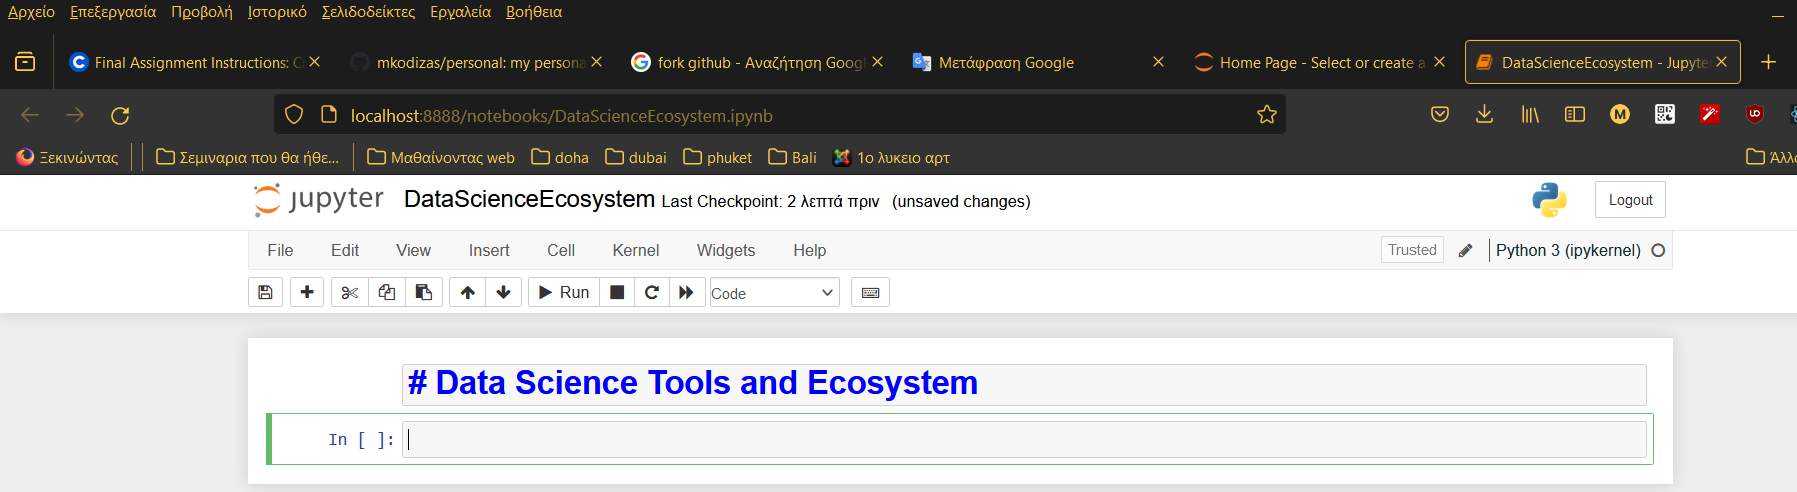 Αρχείο Επεξεργασία Προβολή Ιστορικό Σελιδοδείκτες Εργαλεία Βοήθεια
Final Assignment Instructions: C mkodizas/personal: my persona fork github - Αναζήτηση Googl Μετάφραση Google Home Page - Select or create a DataScienceEcosystem - Jupyte
localhost:8888/notebooks/DataScienceEcosystem.ipynb
Ξεκινώντας Σεμιναρια που θα ήθε... Μαθαίνοντας web doha dubai phuket Bali 1ο λυκειο αρτ Άλλ
jupyter DataScienceEcosystem Last Checkpoint: 2 λεπτά πριν (unsaved changes) Logout
File Edit View Insert Cell Kernel Widgets Help Trusted Python 3 (ipykernel)
Run Code
# Data Science Tools and Ecosystem
In [ ]: